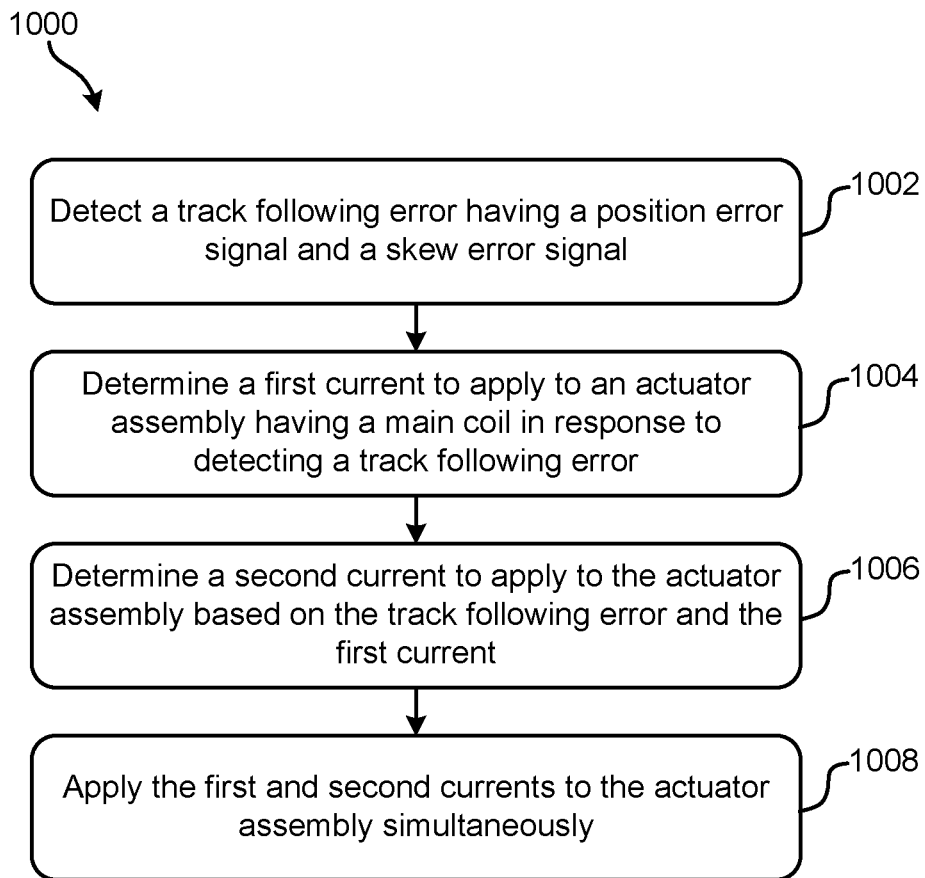 1000
1002
Detect a track following error having a position error
signal and a skew error signal
1004
Determine a first current to apply to an actuator
assembly having a main coil in response to
detecting a track following error
1006
Determine a second current to apply to the actuator
assembly based on the track following error and the
first current
1008
Apply the first and second currents to the actuator
assembly simultaneously